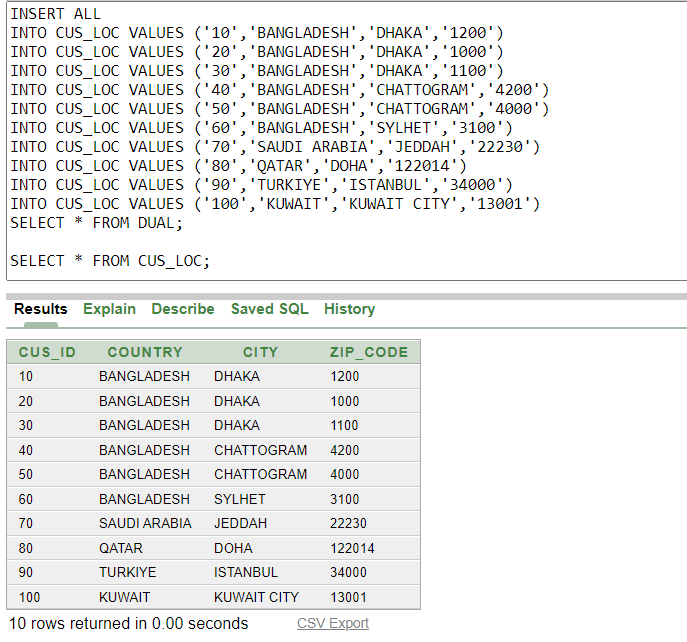 INSERT ALL
INTO CUS_LOC VALUES ('10','BANGLADESH','DHAKA','1200')
INTO CUS_LOC VALUES ('20','BANGLADESH','DHAKA','1000')
INTO CUS_LOC VALUES ('30','BANGLADESH','DHAKA','1100')
INTO CUS_LOC VALUES ('40','BANGLADESH','CHATTOGRAM','4200')
INTO CUS_LOC VALUES ('50','BANGLADESH','CHATTOGRAM','4000')
INTO CUS_LOC VALUES ('60','BANGLADESH','SYLHET','3100')
INTO CUS_LOC VALUES ('70','SAUDI ARABIA','JEDDAH','22230')
INTO CUS_LOC VALUES ('80','QATAR','DOHA','122014')
INTO CUS_LOC VALUES ('90','TURKIYE','ISTANBUL','34000')
INTO CUS_LOC VALUES ('100','KUWAIT','KUWAIT CITY','13001')
SELECT * FROM DUAL;
SELECT * FROM CUS_LOC;
Results Explain Describe Saved SQL History
CUS_ID COUNTRY CITY ZIP_CODE
10 BANGLADESH DHAKA 1200
20 BANGLADESH DHAKA 1000
30 BANGLADESH DHAKA 1100
40 BANGLADESH CHATTOGRAM 4200
50 BANGLADESH CHATTOGRAM 4000
60 BANGLADESH SYLHET 3100
70 SAUDI ARABIA JEDDAH 22230
80 QATAR DOHA 122014
90 TURKIYE ISTANBUL 34000
100 KUWAIT KUWAIT CITY 13001
10 rows returned in 0.00 seconds CSV Export